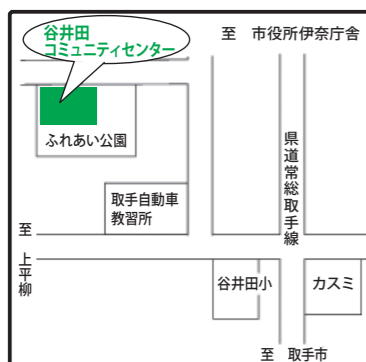 谷井田
コミュニティセンター
至 市役所伊奈庁舎
ふれあい公園
県道常総取手線
取手自動車
教習所
至 上平柳
谷井田小
カスミ
至 取手市